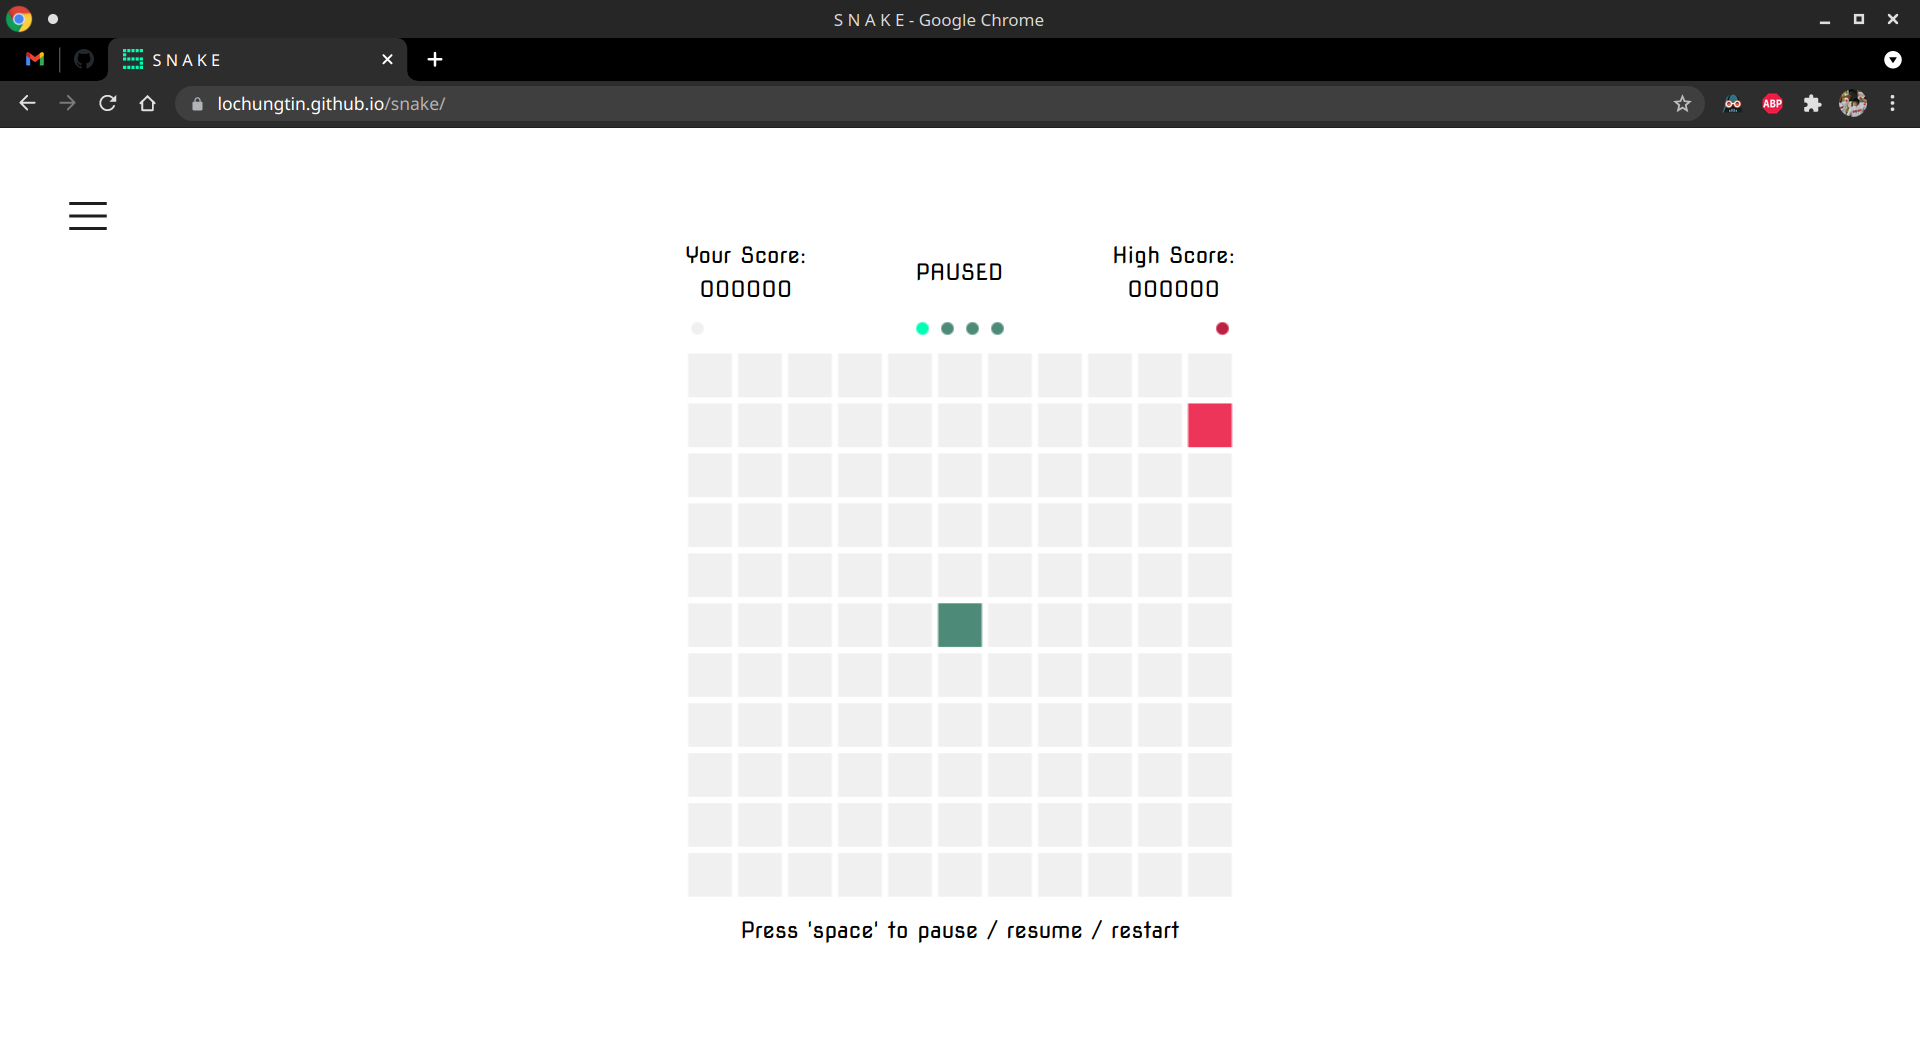 S N A K E - Google Chrome
S N A K E
lochungtin.github.io/snake/
ABP
Your Score:
000000
PAUSED
High Score:
000000
Press 'space' to pause / resume / restart